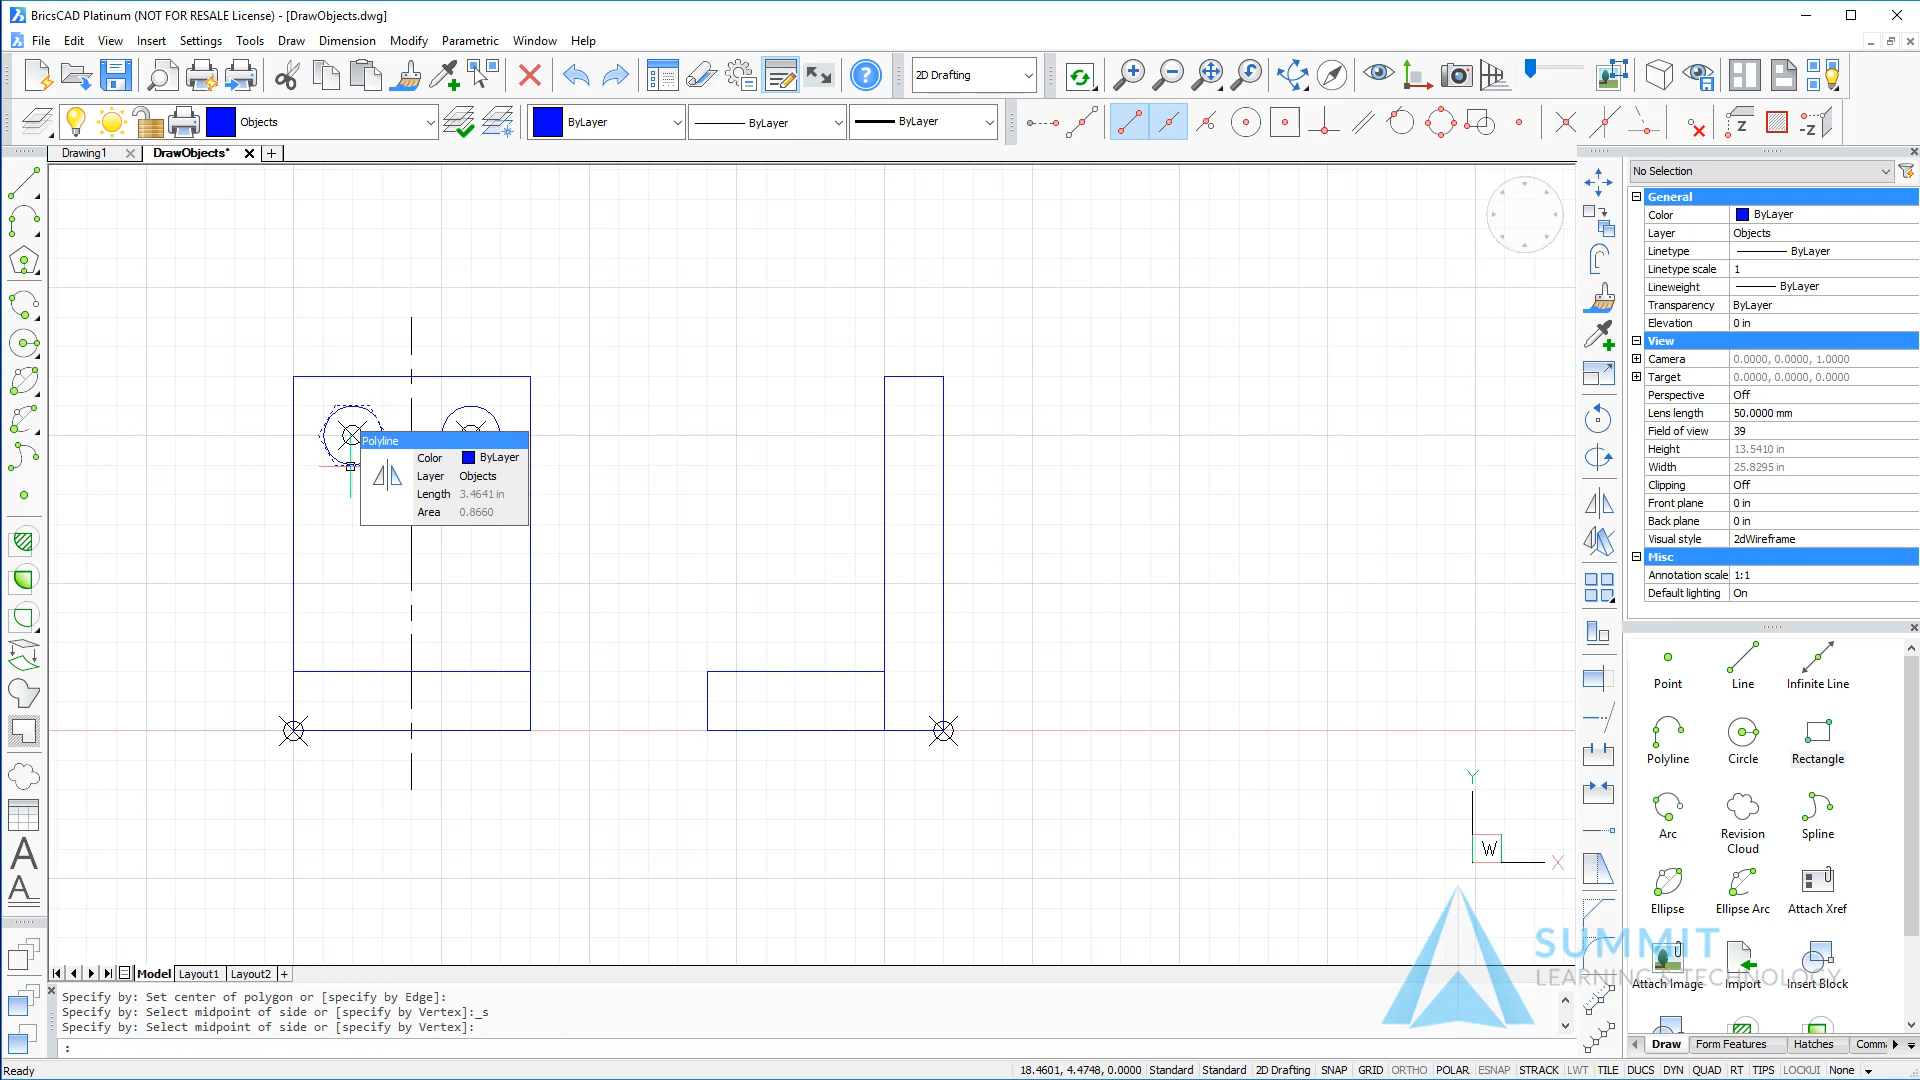 BricsCAD Platinum (NOT FOR RESALE License) - [DrawObjects.dwg]
File Edit View Insert Settings Tools Draw Dimension Modify Parametric Window Help
2D Drafting
Objects ByLayer ByLayer ByLayer
Drawing1 DrawObjects*
No Selection
General
Color ByLayer
Layer Objects
Linetype ByLayer
Linetype scale 1
Lineweight ByLayer
Transparency ByLayer
Elevation 0 in
View
Camera 0.0000, 0.0000, 1.0000
Target 0.0000, 0.0000, 0.0000
Perspective Off
Lens length 50.0000 mm
Field of view 39
Height 13.5410 in
Width 25.8295 in
Clipping Off
Front plane 0 in
Back plane 0 in
Visual style 2dWireframe
Misc
Annotation scale 1:1
Default lighting On
Polyline
Color ByLayer
Layer Objects
Length 3.4641 in
Area 0.8660
Y
W
X
Point Line Infinite Line
Polyline Circle Rectangle
Arc Revision Cloud Spline
Ellipse Ellipse Arc Attach Xref
Attach Image Import Insert Block
SUMMIT
LEARNING & TECHNOLOGY
Draw Form Features Hatches Comm
Model Layout1 Layout2
Specify by: Set center of polygon or [specify by Edge]:
Specify by: Select midpoint of side or [specify by Vertex]:_s
Specify by: Select midpoint of side or [specify by Vertex]:
:
Ready 18.4601, 4.4748, 0.0000 Standard Standard 2D Drafting SNAP GRID ORTHO POLAR ESNAP STRACK LWT TILE DUCS DYN QUAD RT TIPS LOCKUI None